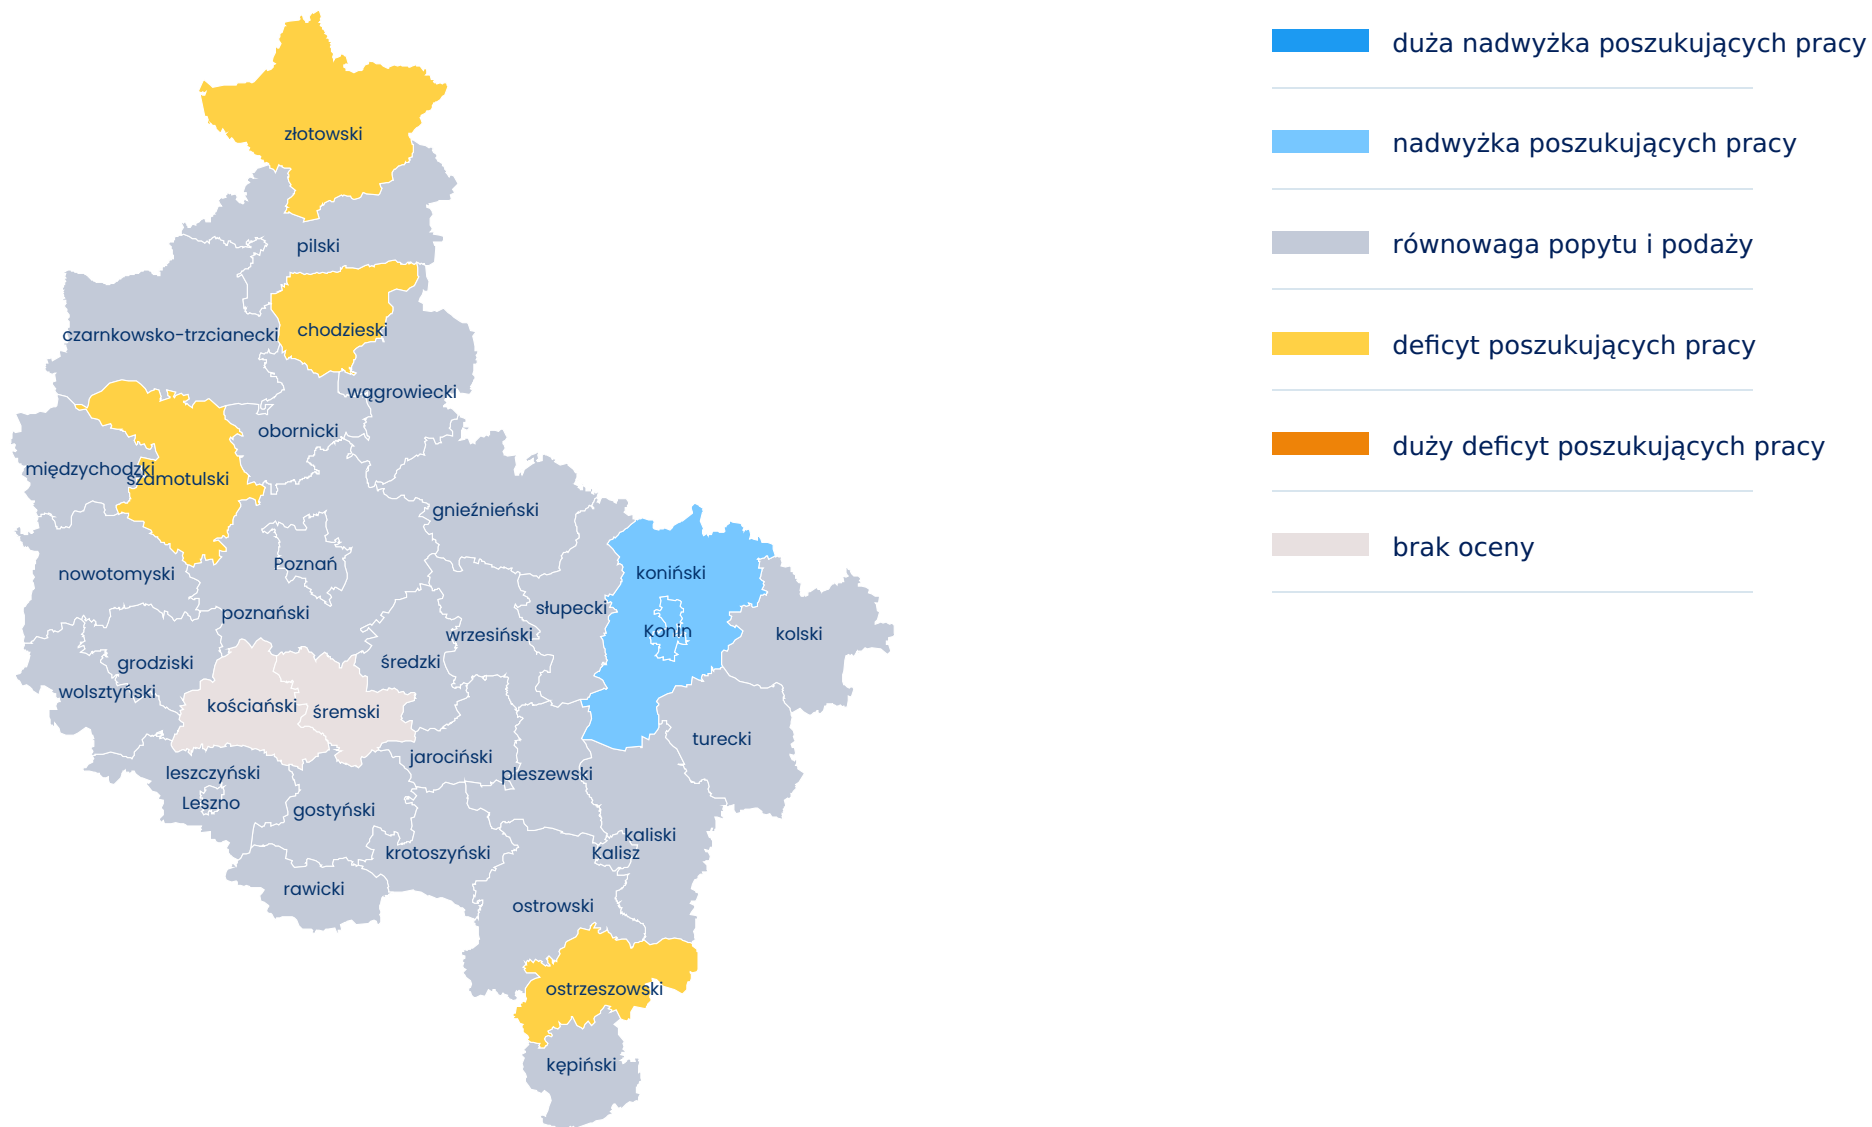 duża nadwyżka poszukujących pracy
nadwyżka poszukujących pracy
równowaga popytu i podaży
deficyt poszukujących pracy
duży deficyt poszukujących pracy
brak oceny
złotowski
pilski
chodzieski
czarnkowsko-trzcianecki
wągrowiecki
obornicki
międzychodzki
szamotulski
gnieźnieński
Poznań
koniński
nowotomyski
słupecki
poznański
Konin
kolski
wrzesiński
grodziski
średzki
wolsztyński
kościański
śremski
turecki
jarociński
leszczyński
pleszewski
Leszno
gostyński
kaliski
krotoszyński
Kalisz
rawicki
ostrowski
ostrzeszowski
kępiński